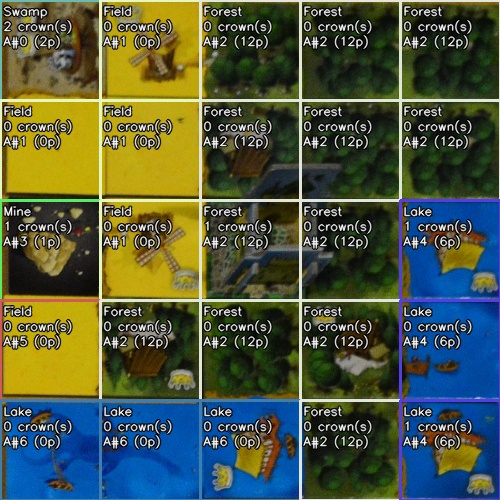 Swamp
2 crown(s)
A#0 (2p)
Field
0 crown(s)
A#1 (0p)
Forest
0 crown(s)
A#2 (12p)
Forest
0 crown(s)
A#2 (12p)
Forest
0 crown(s)
A#2 (12p)
Field
0 crown(s)
A#1 (0p)
Field
0 crown(s)
A#1 (0p)
Forest
0 crown(s)
A#2 (12p)
Forest
0 crown(s)
A#2 (12p)
Forest
0 crown(s)
A#2 (12p)
Mine
1 crown(s)
A#3 (1p)
Field
0 crown(s)
A#1 (0p)
Forest
1 crown(s)
A#2 (12p)
Forest
0 crown(s)
A#2 (12p)
Lake
1 crown(s)
A#4 (6p)
Field
0 crown(s)
A#5 (0p)
Forest
0 crown(s)
A#2 (12p)
Forest
0 crown(s)
A#2 (12p)
Forest
0 crown(s)
A#2 (12p)
Lake
0 crown(s)
A#4 (6p)
Lake
0 crown(s)
A#6 (0p)
Lake
0 crown(s)
A#6 (0p)
Lake
0 crown(s)
A#6 (0p)
Forest
0 crown(s)
A#2 (12p)
Lake
1 crown(s)
A#4 (6p)